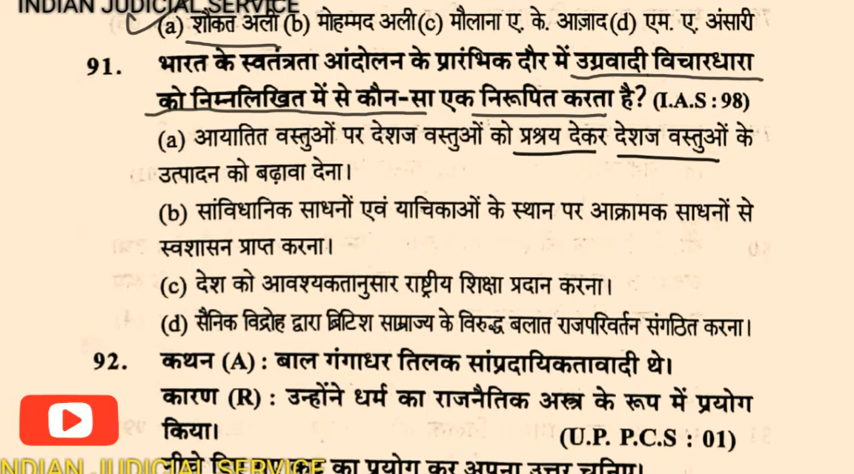 INDIAN JUDICIAL SERVICE
(a) शौकत अली (b) मोहम्मद अली (c) मौलाना ए. के. आज़ाद (d) एम. ए. अंसारी
91. भारत के स्वतंत्रता आंदोलन के प्रारंभिक दौर में उग्रवादी विचारधारा
को निम्नलिखित में से कौन-सा एक निरूपित करता है? (I.A.S : 98)
(a) आयातित वस्तुओं पर देशज वस्तुओं को प्रश्रय देकर देशज वस्तुओं के
उत्पादन को बढ़ावा देना।
(b) सांविधानिक साधनों एवं याचिकाओं के स्थान पर आक्रामक साधनों से
स्वशासन प्राप्त करना।
(c) देश को आवश्यकतानुसार राष्ट्रीय शिक्षा प्रदान करना।
(d) सैनिक विद्रोह द्वारा ब्रिटिश साम्राज्य के विरुद्ध बलात राजपरिवर्तन संगठित करना।
92. कथन (A) : बाल गंगाधर तिलक सांप्रदायिकतावादी थे।
कारण (R) : उन्होंने धर्म का राजनैतिक अस्त्र के रूप में प्रयोग
किया। (U.P. P.C.S : 01)
INDIAN JUDICIAL SERVICE
का प्रयोग कर अपना उत्तर चुनिए।